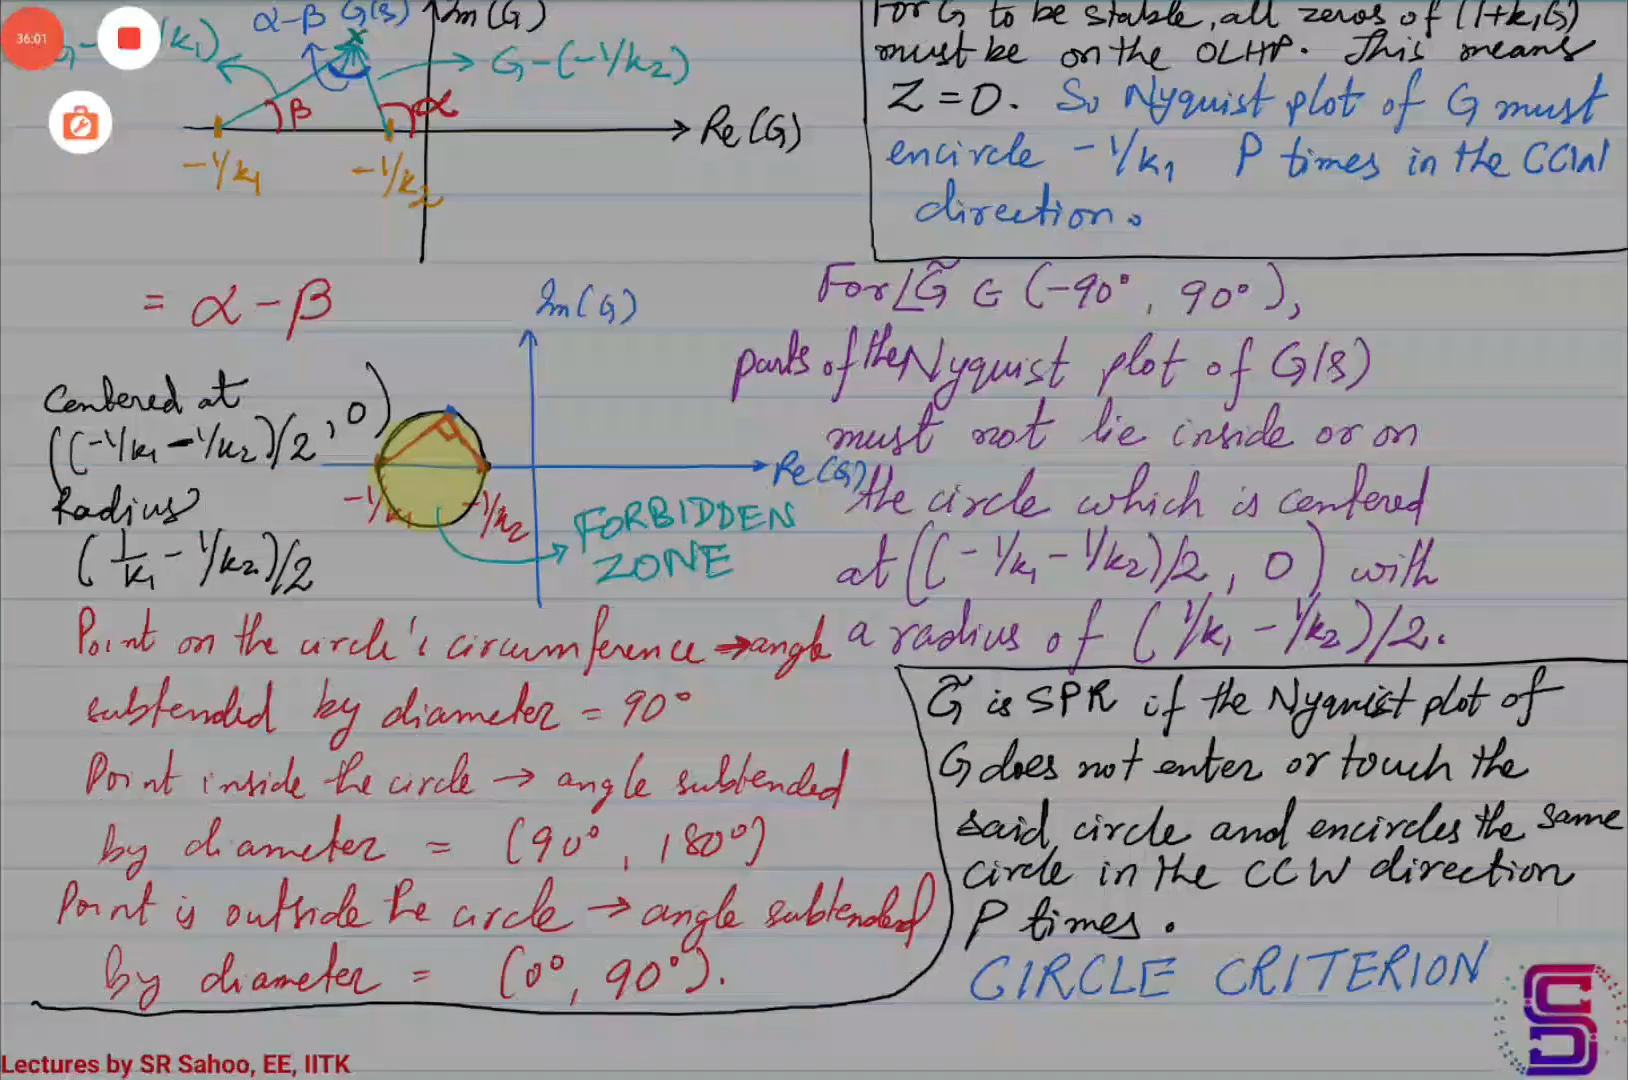 36:01
/k₁)
α-β G(s) Im(G)
G-(-1/k₂)
β
α
Re(G)
-1/k₁
-1/k₂
For G̃ to be stable, all zeros of (1+k₁G)
must be on the OLHP. This means
Z=0. So Nyquist plot of G must
encircle -1/k₁ P times in the CCW
direction.
= α-β
Im(G)
Centered at
((-1/k₁-1/k₂)/2, 0)
Radius
(1/k₁-1/k₂)/2
-1/k₁
-1/k₂
Re(G)
FORBIDDEN
ZONE
For ∠G̃ ∈ (-90°, 90°),
parts of the Nyquist plot of G(s)
must not lie inside or on
the circle which is centered
at ((-1/k₁-1/k₂)/2, 0) with
a radius of (1/k₁-1/k₂)/2.
Point on the circle's circumference → angle
subtended by diameter = 90°
Point inside the circle → angle subtended
by diameter = (90°, 180°)
Point is outside the circle → angle subtended
by diameter = (0°, 90°).
G̃ is SPR if the Nyquist plot of
G does not enter or touch the
said circle and encircles the same
circle in the CCW direction
P times.
CIRCLE CRITERION
Lectures by SR Sahoo, EE, IITK